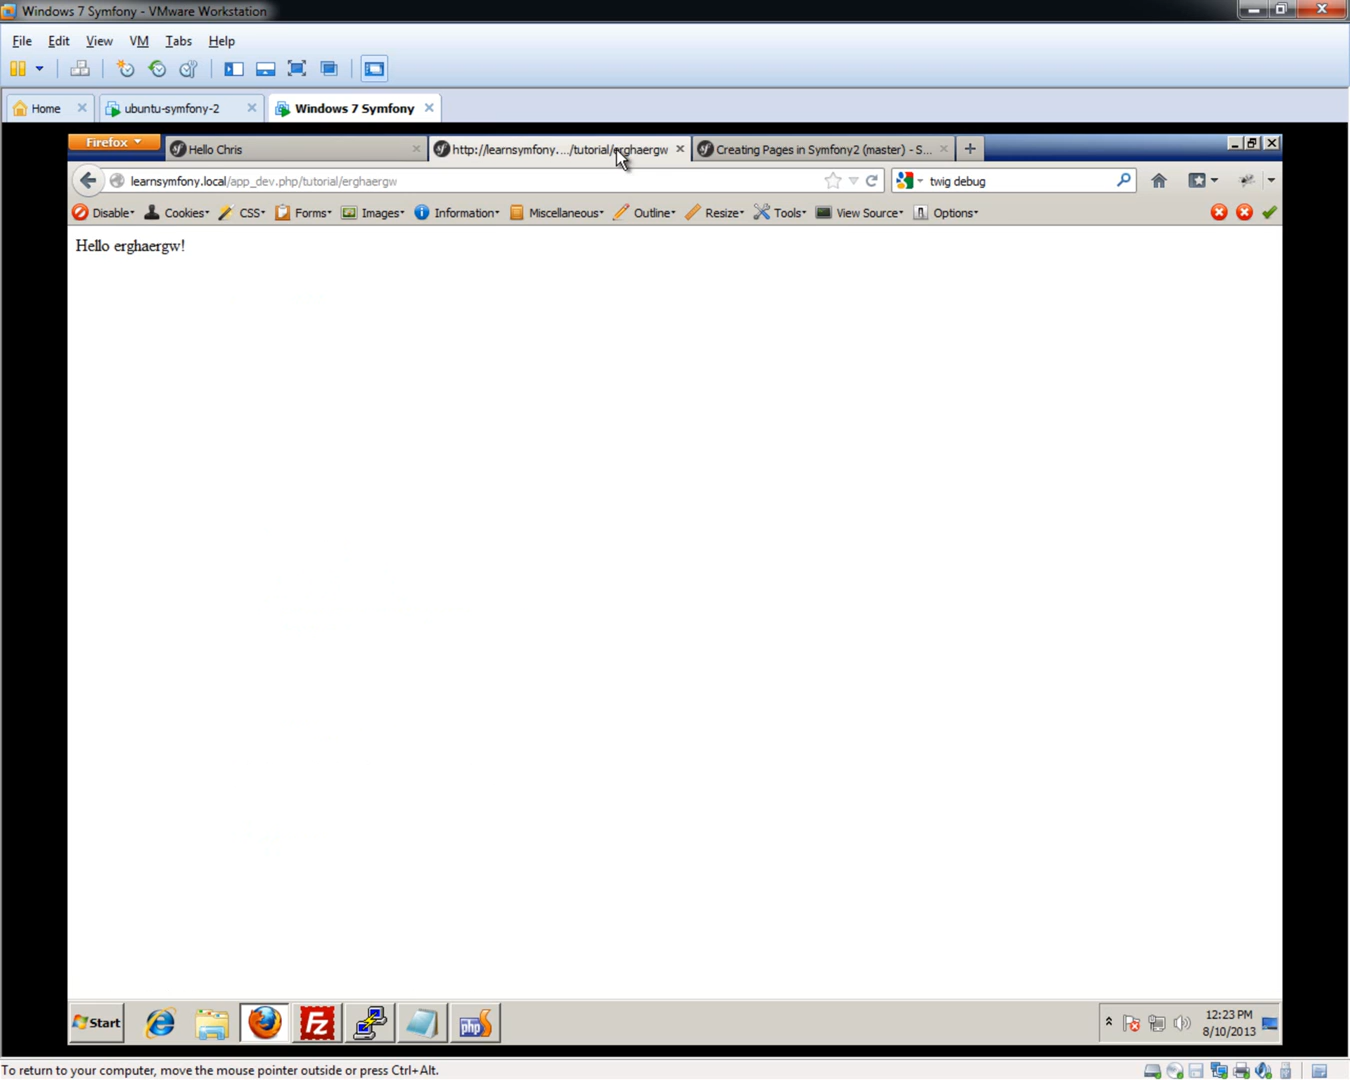 Windows 7 Symfony - VMware Workstation
File Edit View VM Tabs Help
Home ubuntu-symfony-2 Windows 7 Symfony
Firefox Hello Chris http://learnsymfony..../tutorial/erghaergw Creating Pages in Symfony2 (master) - S...
learnsymfony.local/app_dev.php/tutorial/erghaergw twig debug
Disable Cookies CSS Forms Images Information Miscellaneous Outline Resize Tools View Source Options
Hello erghaergw!
Start Fz php 12:23 PM
8/10/2013
To return to your computer, move the mouse pointer outside or press Ctrl+Alt.